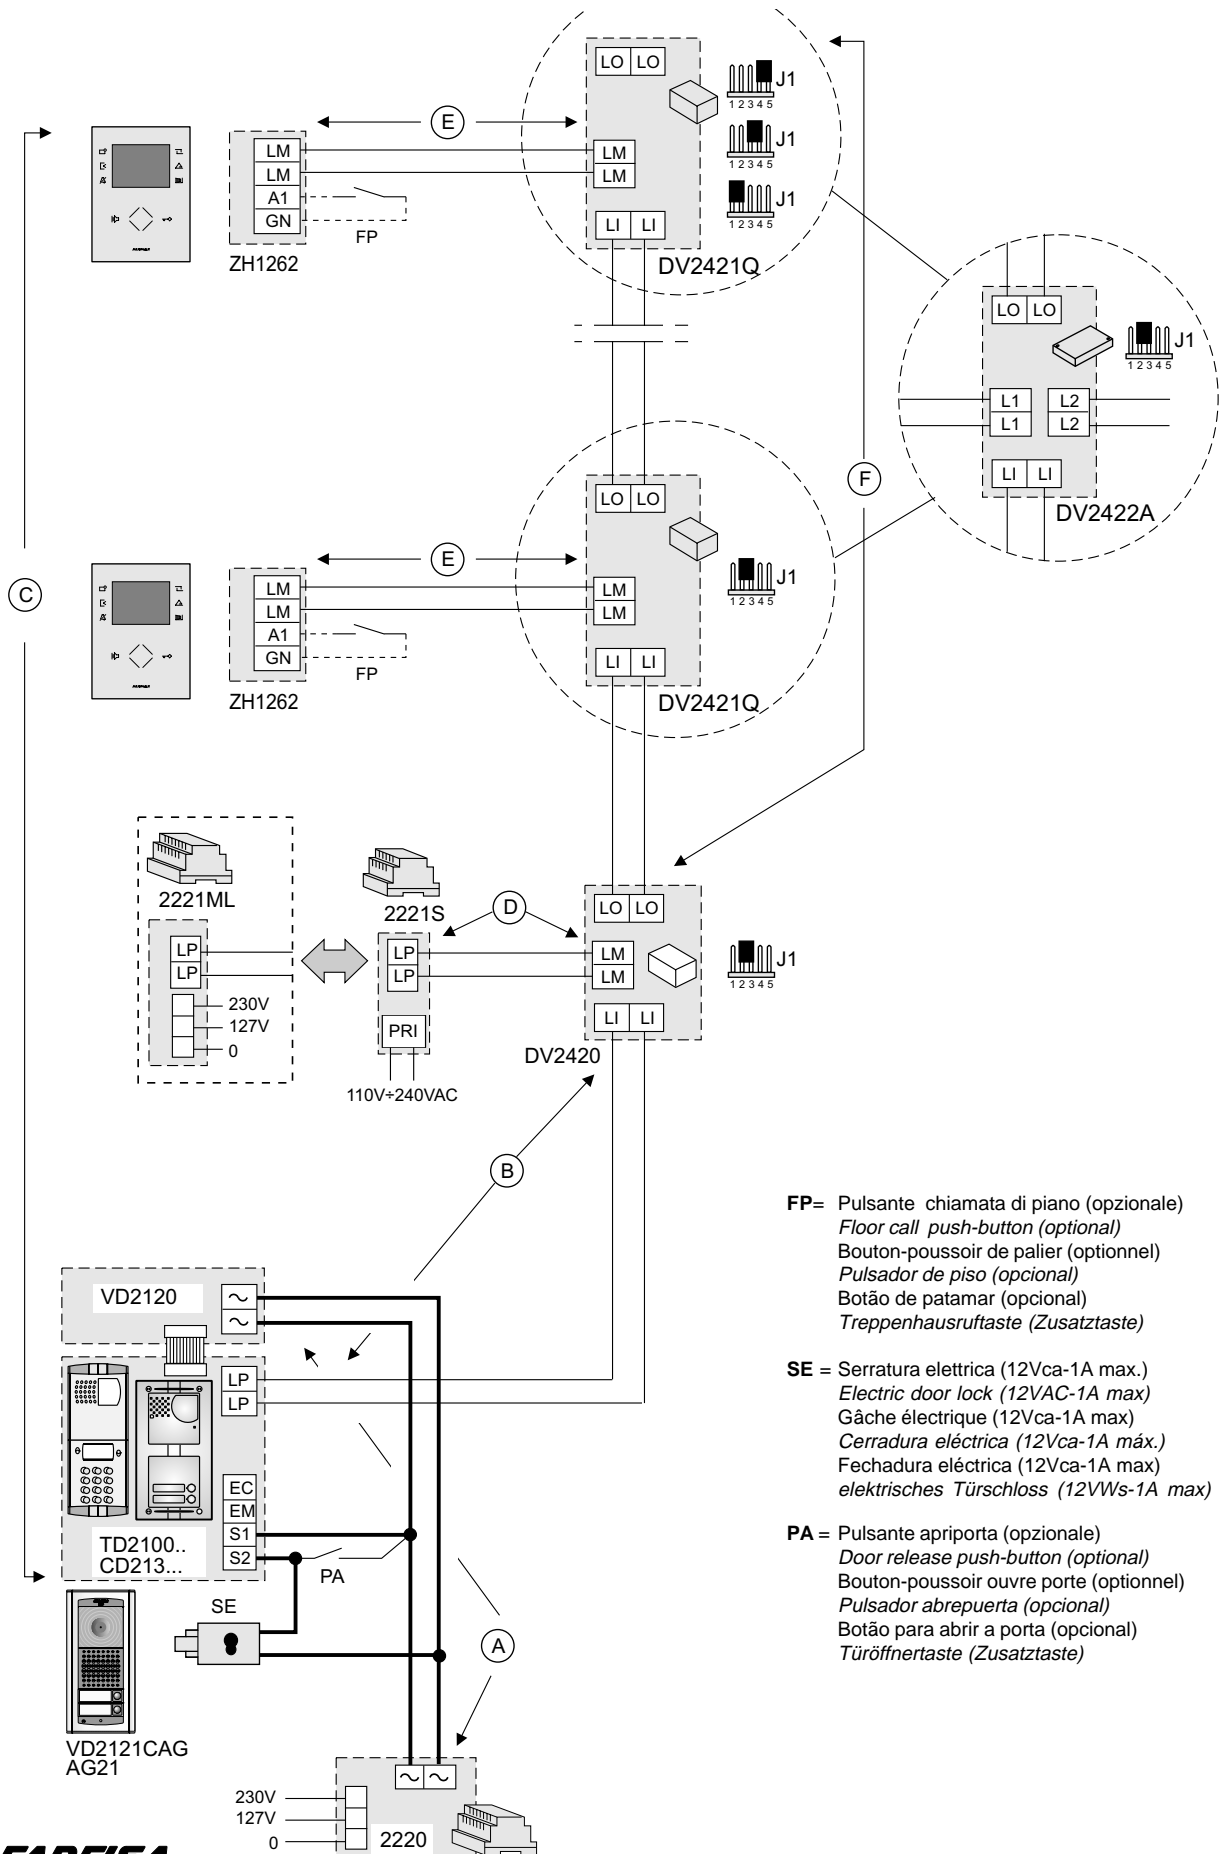 LO LO
J1
1 2 3 4 5
E
LM
LM
A1
GN
LM
LM
J1
1 2 3 4 5
J1
1 2 3 4 5
LI LI
FP
ZH1262
DV2421Q
LO LO
J1
1 2 3 4 5
L1
L1
L2
L2
LI LI
DV2422A
F
LO LO
E
LM
LM
A1
GN
LM
LM
J1
1 2 3 4 5
LI LI
FP
ZH1262
DV2421Q
C
2221ML
LP
LP
230V
127V
0
2221S
D
LP
LP
PRI
110V÷240VAC
LO LO
LM
LM
LI LI
J1
1 2 3 4 5
DV2420
B
FP= Pulsante chiamata di piano (opzionale)
Floor call push-button (optional)
Bouton-poussoir de palier (optionnel)
Pulsador de piso (opcional)
Botão de patamar (opcional)
Treppenhausruftaste (Zusatztaste)
SE = Serratura elettrica (12Vca-1A max.)
Electric door lock (12VAC-1A max)
Gâche électrique (12Vca-1A max)
Cerradura eléctrica (12Vca-1A máx.)
Fechadura eléctrica (12Vca-1A max)
elektrisches Türschloss (12VWs-1A max)
PA = Pulsante apriporta (opzionale)
Door release push-button (optional)
Bouton-poussoir ouvre porte (optionnel)
Pulsador abrepuerta (opcional)
Botão para abrir a porta (opcional)
Türöffnertaste (Zusatztaste)
VD2120
~
~
LP
LP
EC
EM
S1
S2
TD2100..
CD213...
PA
SE
A
VD2121CAG
AG21
~ ~
230V
127V
0
2220
FARFISA